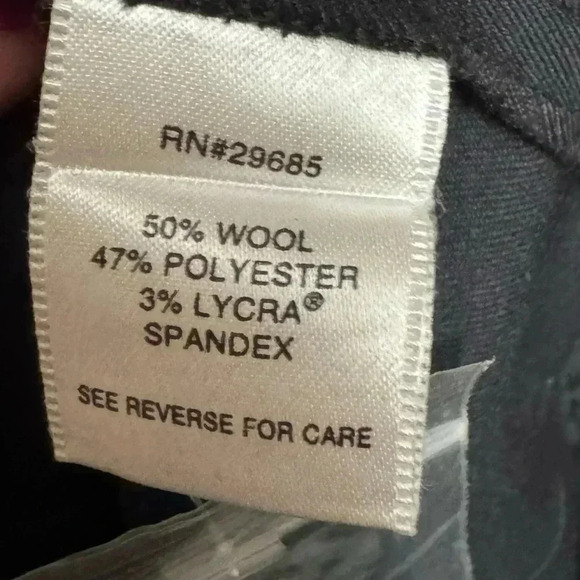 RN#29685
50% WOOL
47% POLYESTER
3% LYCRA®
SPANDEX
SEE REVERSE FOR CARE